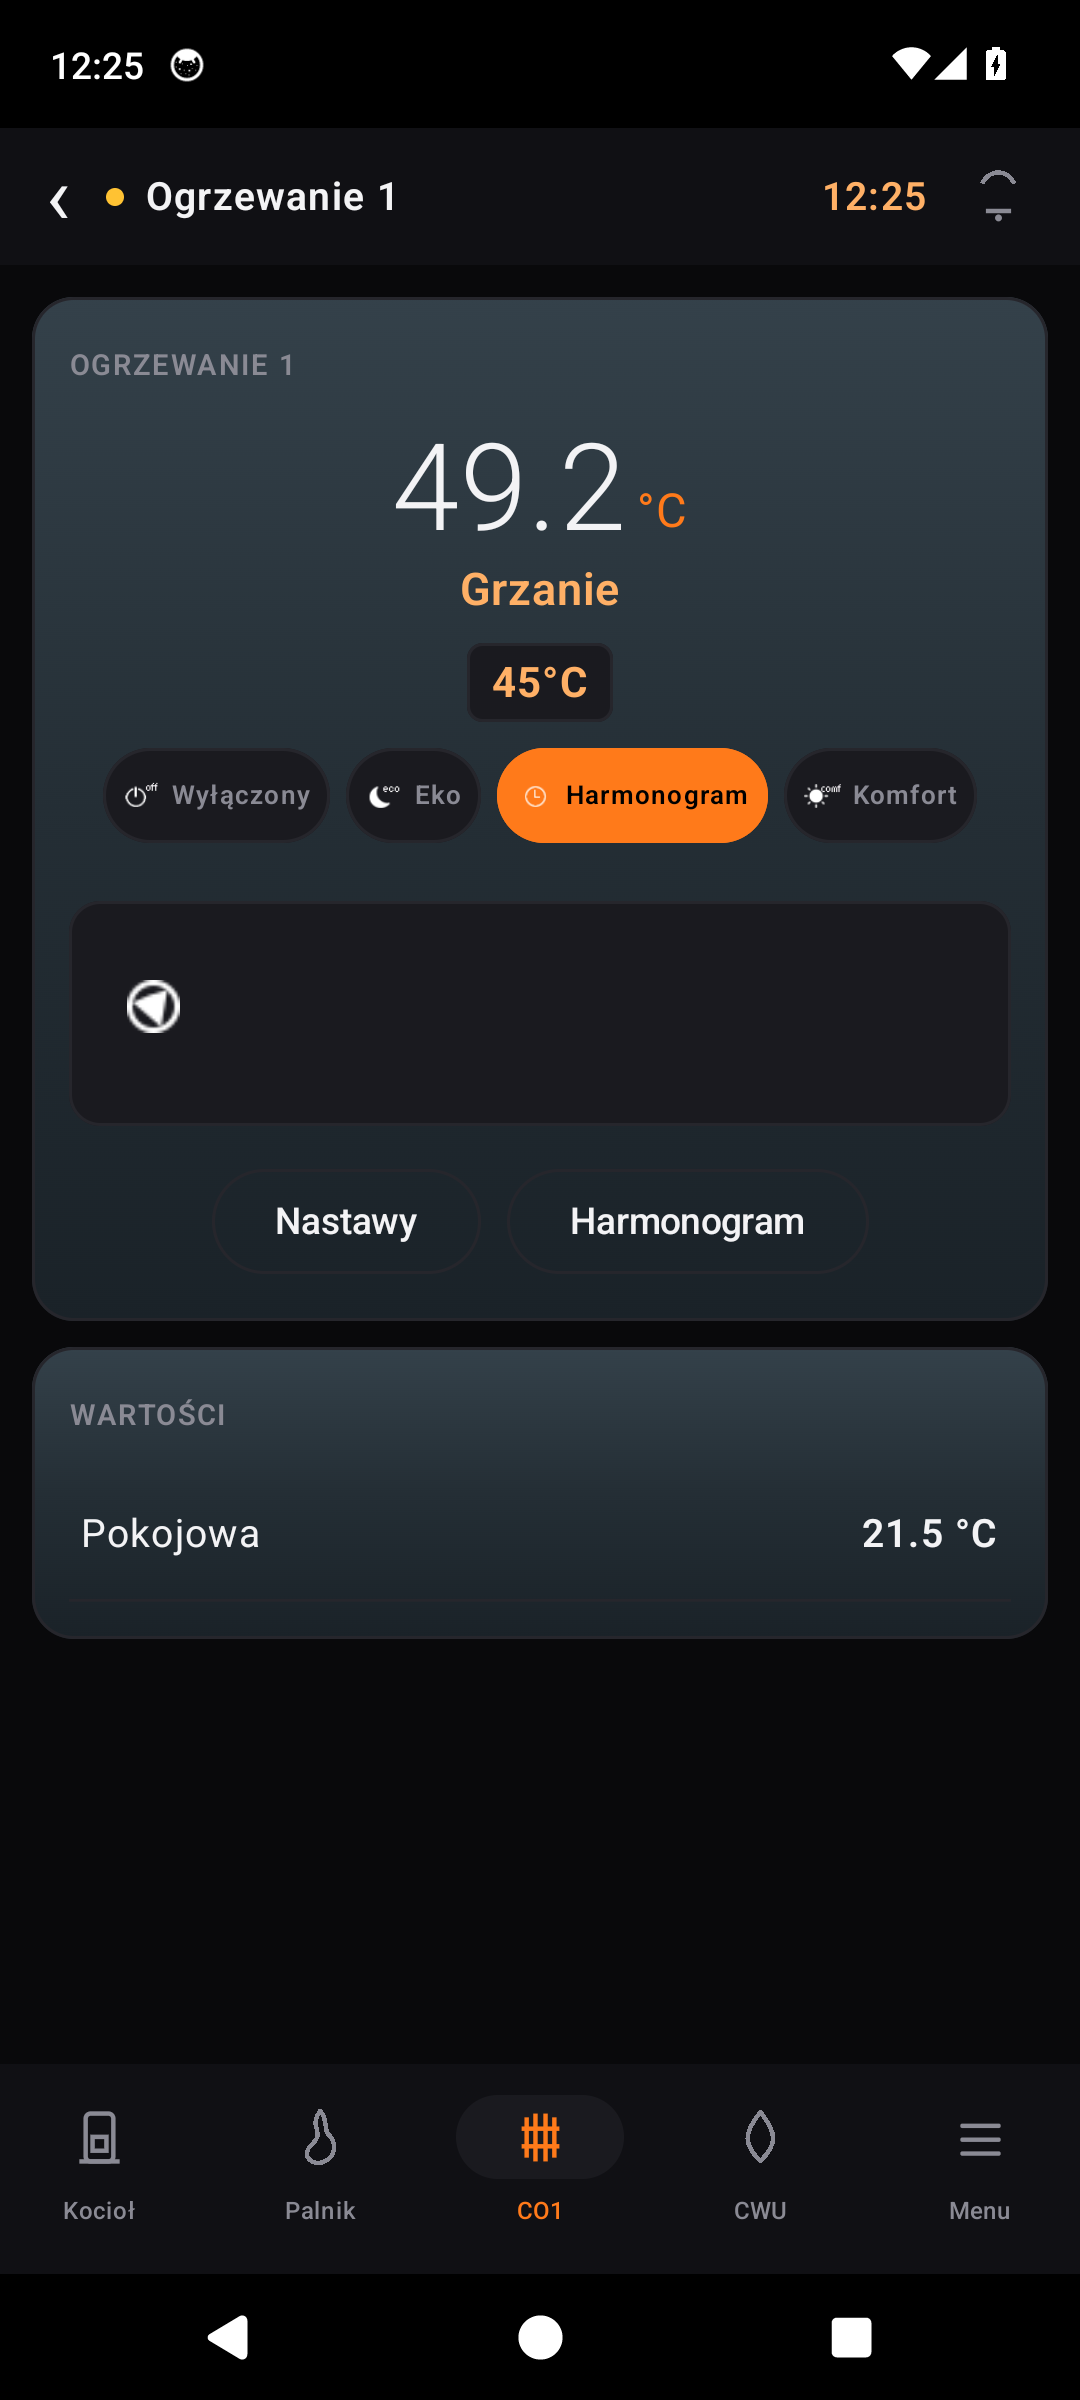 12:25
Ogrzewanie 1
12:25
OGRZEWANIE 1
49.2 °C
Grzanie
45°C
off Wyłączony
eco Eko
Harmonogram
comf Komfort
Nastawy
Harmonogram
WARTOŚCI
Pokojowa 21.5 °C
Kocioł
Palnik
CO1
CWU
Menu